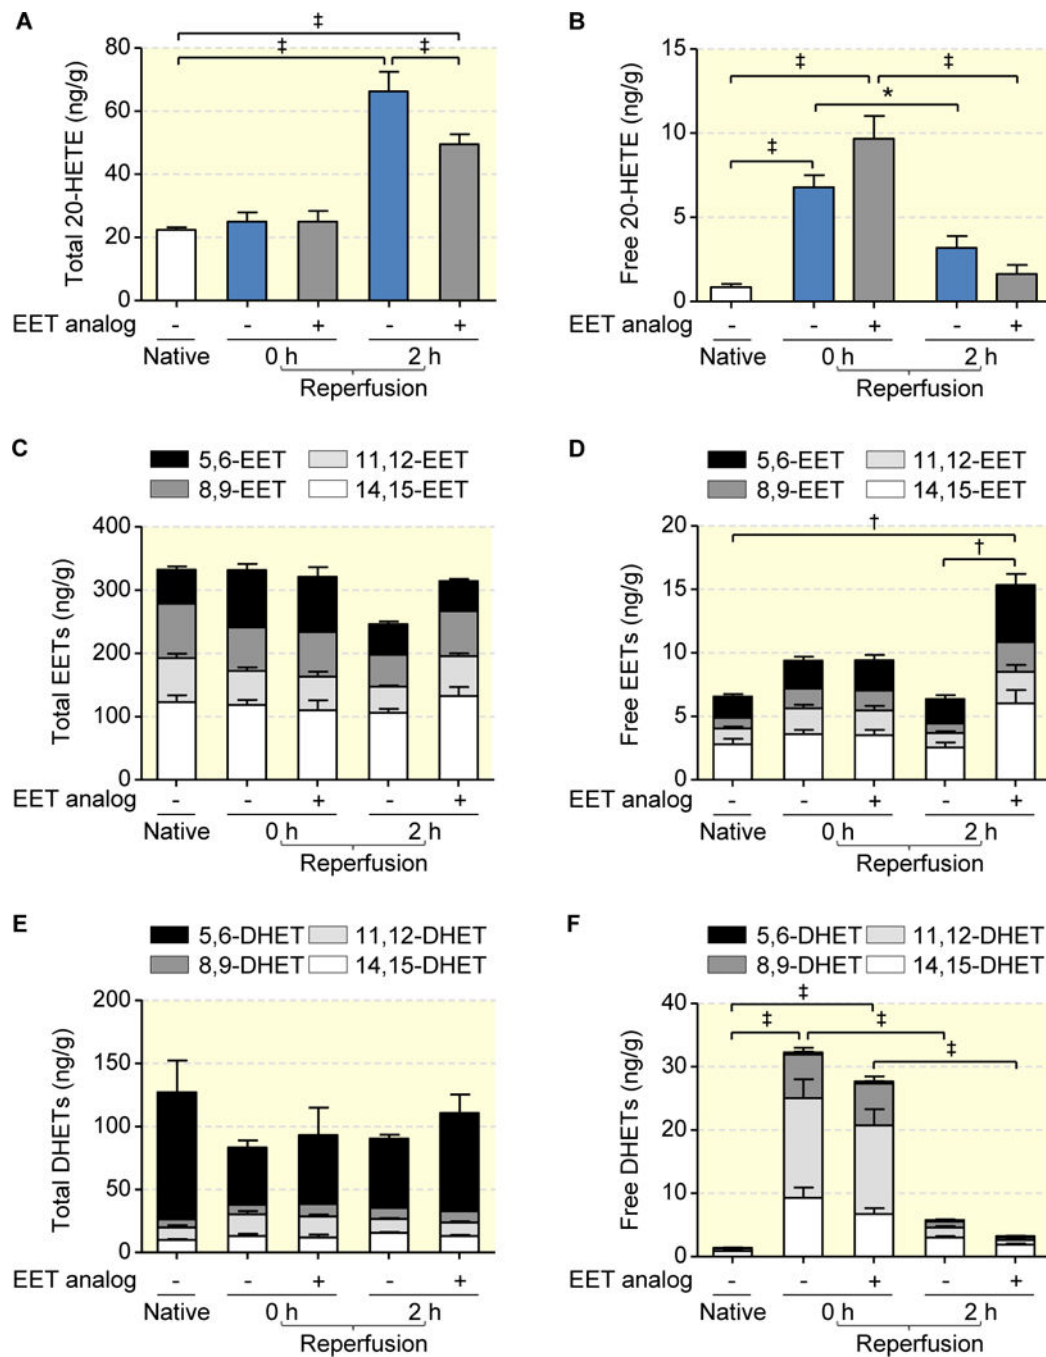 A
‡
‡ ‡
Total 20-HETE (ng/g)
80
60
40
20
0
EET analog - - + - +
Native 0 h 2 h
Reperfusion
B
‡ ‡
*
‡
Free 20-HETE (ng/g)
15
10
5
0
EET analog - - + - +
Native 0 h 2 h
Reperfusion
C
5,6-EET 11,12-EET
8,9-EET 14,15-EET
Total EETs (ng/g)
400
300
200
100
0
EET analog - - + - +
Native 0 h 2 h
Reperfusion
D
5,6-EET 11,12-EET
8,9-EET 14,15-EET
†
†
Free EETs (ng/g)
20
15
10
5
0
EET analog - - + - +
Native 0 h 2 h
Reperfusion
E
5,6-DHET 11,12-DHET
8,9-DHET 14,15-DHET
Total DHETs (ng/g)
200
150
100
50
0
EET analog - - + - +
Native 0 h 2 h
Reperfusion
F
5,6-DHET 11,12-DHET
8,9-DHET 14,15-DHET
‡
‡ ‡
‡
Free DHETs (ng/g)
40
30
20
10
0
EET analog - - + - +
Native 0 h 2 h
Reperfusion